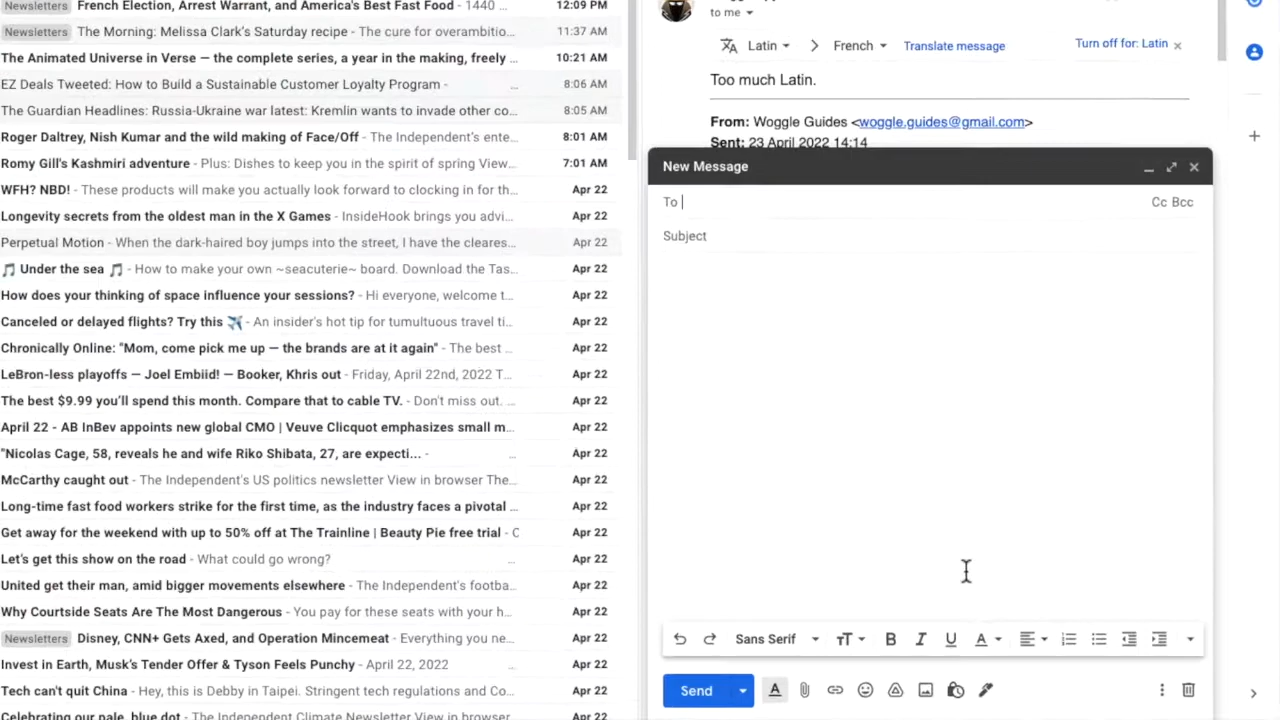 Newsletters French Election, Arrest Warrant, and America's Best Fast Food - 1440 ... 12:09 PM
Newsletters The Morning: Melissa Clark's Saturday recipe - The cure for overambitio... 11:37 AM
The Animated Universe in Verse — the complete series, a year in the making, freely ... 10:21 AM
EZ Deals Tweeted: How to Build a Sustainable Customer Loyalty Program - ... 8:06 AM
The Guardian Headlines: Russia-Ukraine war latest: Kremlin wants to invade other co... 8:05 AM
Roger Daltrey, Nish Kumar and the wild making of Face/Off - The Independent's ente... 8:01 AM
Romy Gill's Kashmiri adventure - Plus: Dishes to keep you in the spirit of spring View... 7:01 AM
WFH? NBD! - These products will make you actually look forward to clocking in for th... Apr 22
Longevity secrets from the oldest man in the X Games - InsideHook brings you advi... Apr 22
Perpetual Motion - When the dark-haired boy jumps into the street, I have the cleares... Apr 22
🎵 Under the sea 🎵 - How to make your own ~seacuterie~ board. Download the Tas... Apr 22
How does your thinking of space influence your sessions? - Hi everyone, welcome t... Apr 22
Canceled or delayed flights? Try this ✈️ - An insider's hot tip for tumultuous travel ti... Apr 22
Chronically Online: "Mom, come pick me up — the brands are at it again" - The best ... Apr 22
LeBron-less playoffs — Joel Embiid! — Booker, Khris out - Friday, April 22nd, 2022 T... Apr 22
The best $9.99 you'll spend this month. Compare that to cable TV. - Don't miss out. ... Apr 22
April 22 - AB InBev appoints new global CMO | Veuve Clicquot emphasizes small m... Apr 22
"Nicolas Cage, 58, reveals he and wife Riko Shibata, 27, are expecti... - ... Apr 22
McCarthy caught out - The Independent's US politics newsletter View in browser The... Apr 22
Long-time fast food workers strike for the first time, as the industry faces a pivotal ... Apr 22
Get away for the weekend with up to 50% off at The Trainline | Beauty Pie free trial - C Apr 22
Let's get this show on the road - What could go wrong? ... Apr 22
United get their man, amid bigger movements elsewhere - The Independent's footba... Apr 22
Why Courtside Seats Are The Most Dangerous - You pay for these seats with your h... Apr 22
Newsletters Disney, CNN+ Gets Axed, and Operation Mincemeat - Everything you ne... Apr 22
Invest in Earth, Musk's Tender Offer & Tyson Feels Punchy - April 22, 2022 Apr 22
Tech can't quit China - Hey, this is Debby in Taipei. Stringent tech regulations and Co... Apr 22
Celebrating our pale, blue dot - The Independent Climate Newsletter View in browser T... Apr 22
to me
Latin > French Translate message Turn off for: Latin ×
Too much Latin.
From: Woggle Guides <woggle.guides@gmail.com>
Sent: 23 April 2022 14:14
New Message
To Cc Bcc
Subject
Sans Serif TT B I U A
Send A